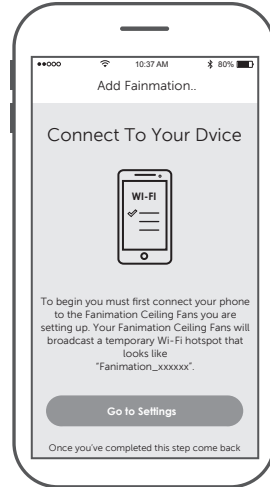 10:37 AM 80%
Add Fainmation..
Connect To Your Dvice
WI-FI
To begin you must first connect your phone
to the Fanimation Ceiling Fans you are
setting up. Your Fanimation Ceiling Fans will
broadcast a temporary Wi-Fi hotspot that
looks like
"Fanimation_xxxxxx".
Go to Settings
Once you've completed this step come back